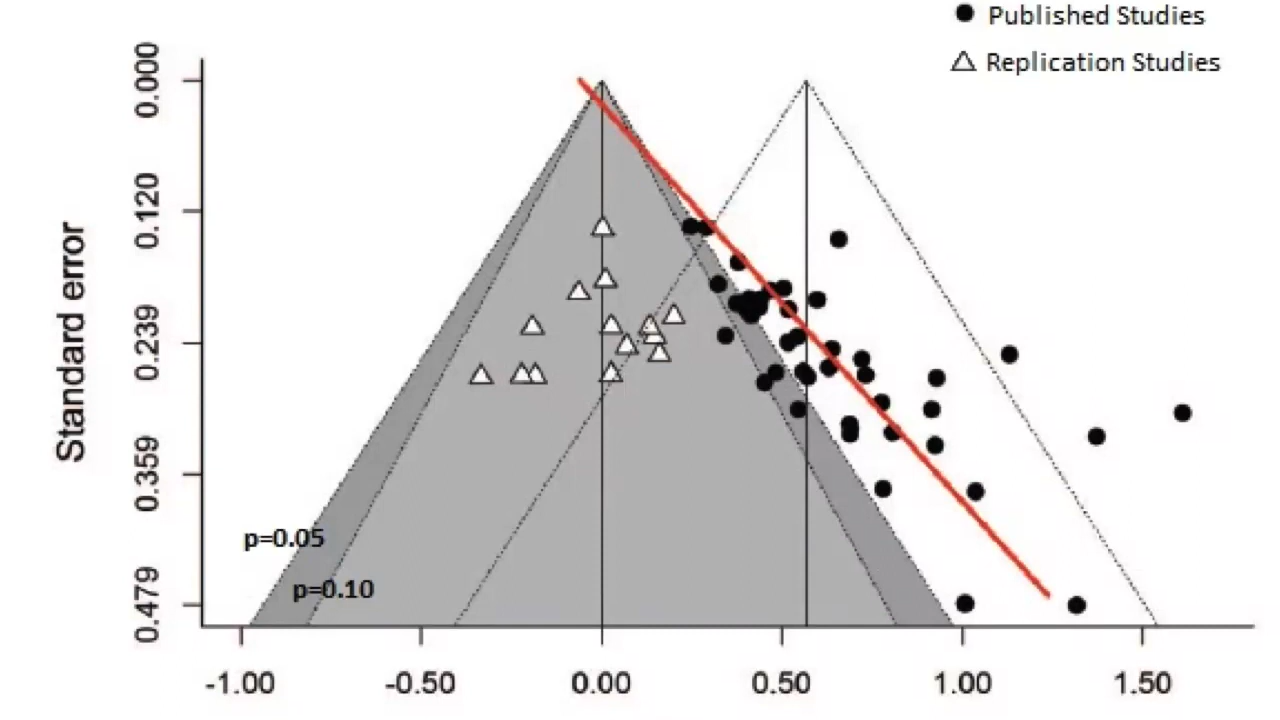 Published Studies
Replication Studies
0.000
0.120
0.239
0.359
0.479
Standard error
p=0.05
p=0.10
-1.00
-0.50
0.00
0.50
1.00
1.50